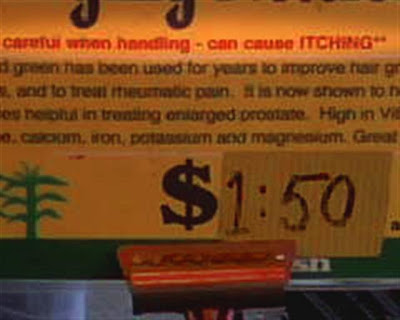 careful when handling - can cause ITCHING**
green has been used for years to improve hair
and to treat rheumatic pain. It is now shown to
helpful in treating enlarged prostate. High in
calcium, iron, potassium and magnesium. Great
$1:50